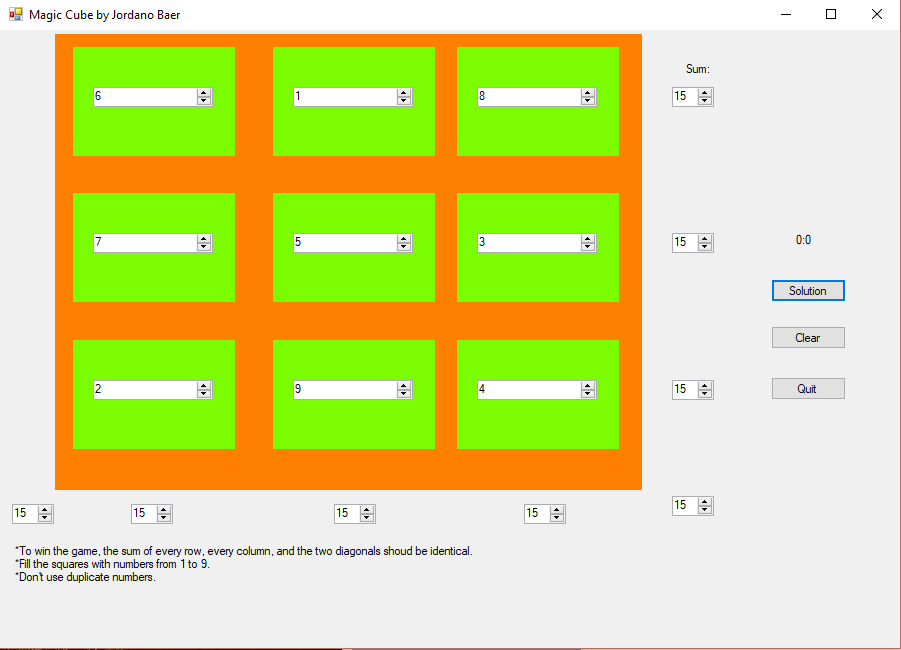 Magic Cube by Jordano Baer
Sum:
6 1 8 15
7 5 3 15 0:0
Solution
Clear
2 9 4 15 Quit
15 15 15 15 15
*To win the game, the sum of every row, every column, and the two diagonals shoud be identical.
*Fill the squares with numbers from 1 to 9.
*Don't use duplicate numbers.